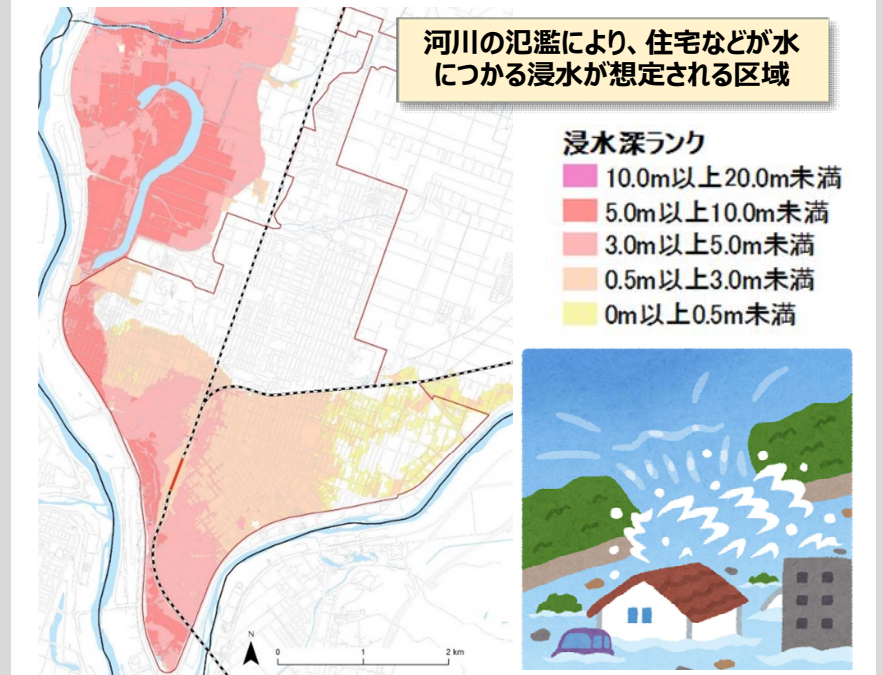 河川の氾濫により、住宅などが水
につかる浸水が想定される区域
浸水深ランク
10.0m以上20.0m未満
5.0m以上10.0m未満
3.0m以上5.0m未満
0.5m以上3.0m未満
0m以上0.5m未満
N
0 1 2 km